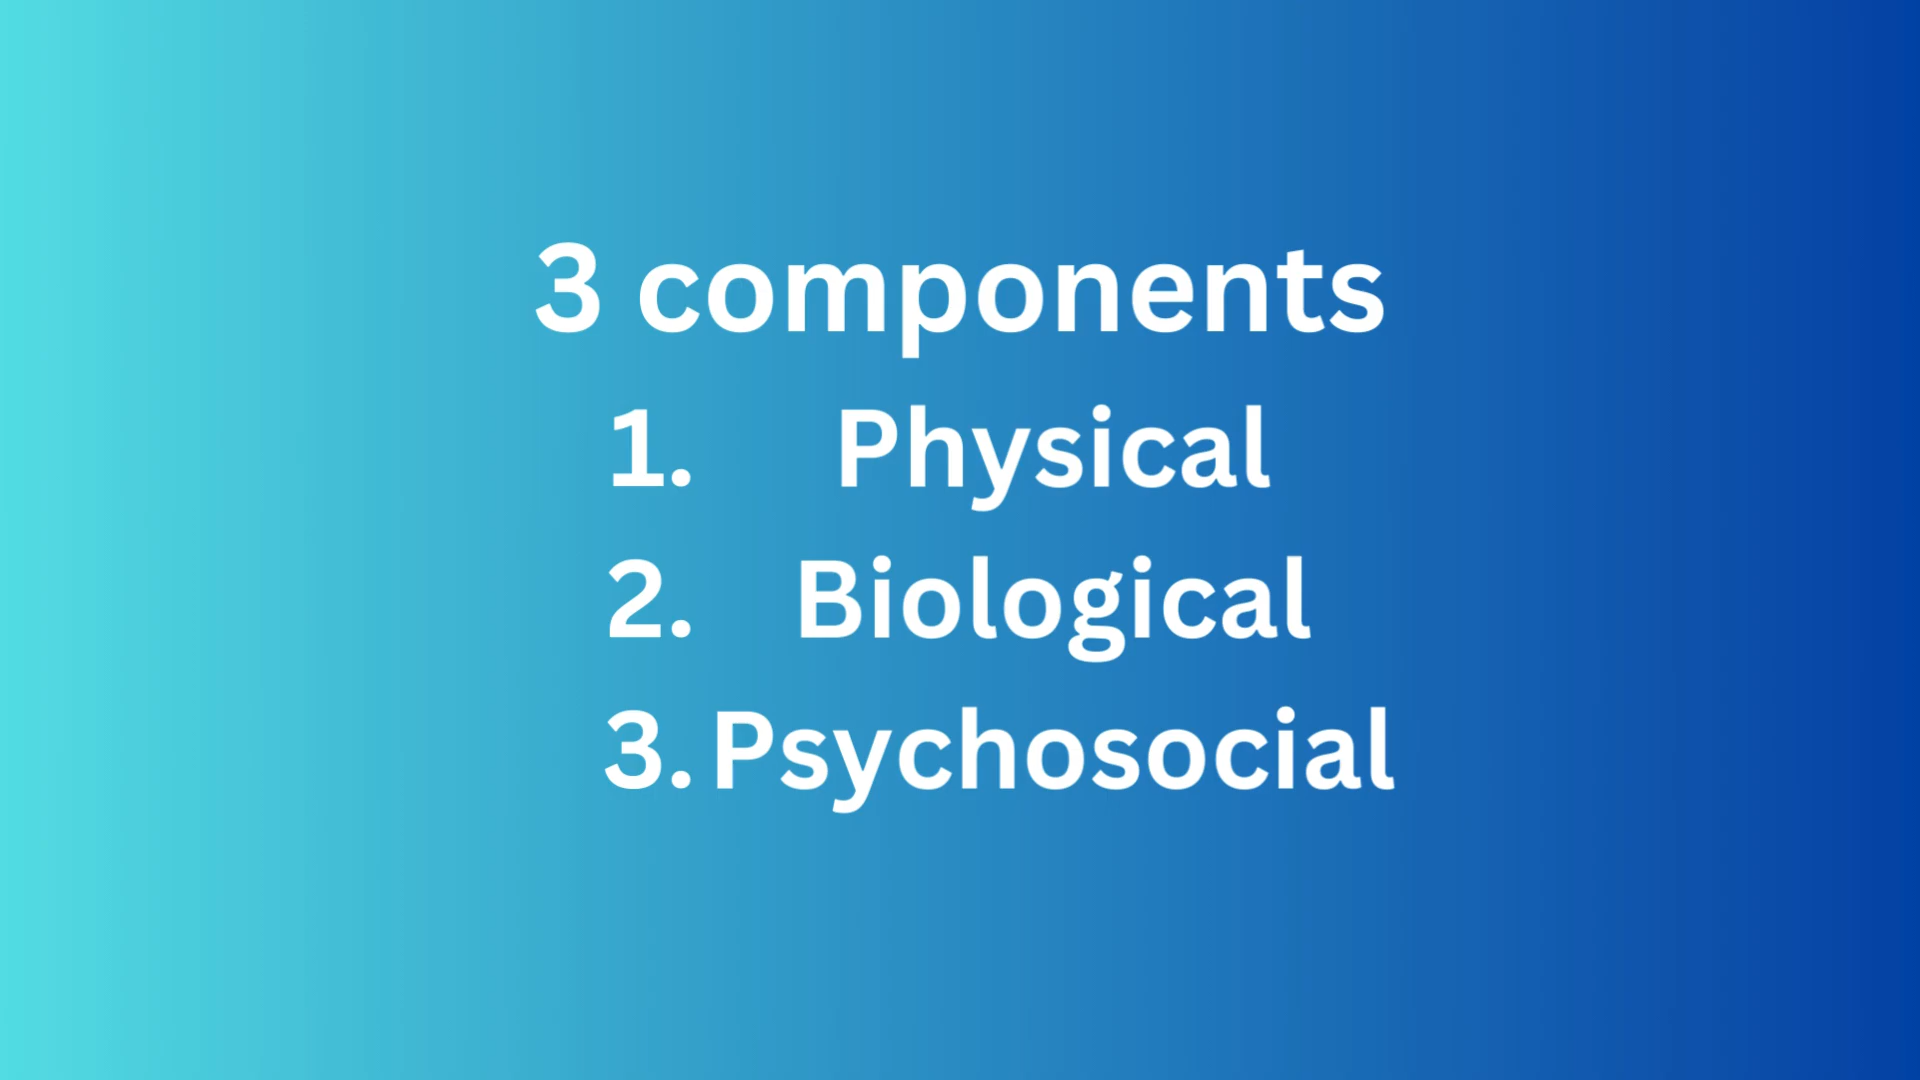 3 components
1. Physical
2. Biological
3. Psychosocial